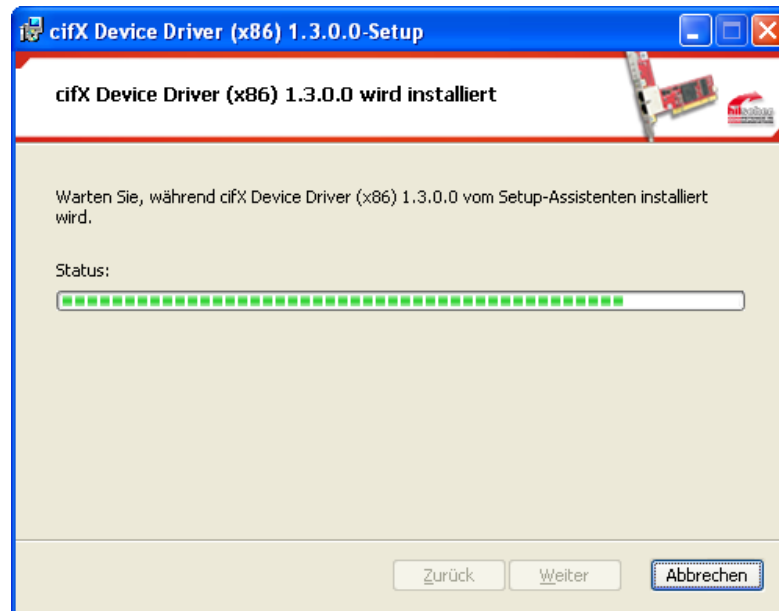 cifX Device Driver (x86) 1.3.0.0-Setup
cifX Device Driver (x86) 1.3.0.0 wird installiert
hilscher
Warten Sie, während cifX Device Driver (x86) 1.3.0.0 vom Setup-Assistenten installiert
wird.
Status:
Zurück
Weiter
Abbrechen